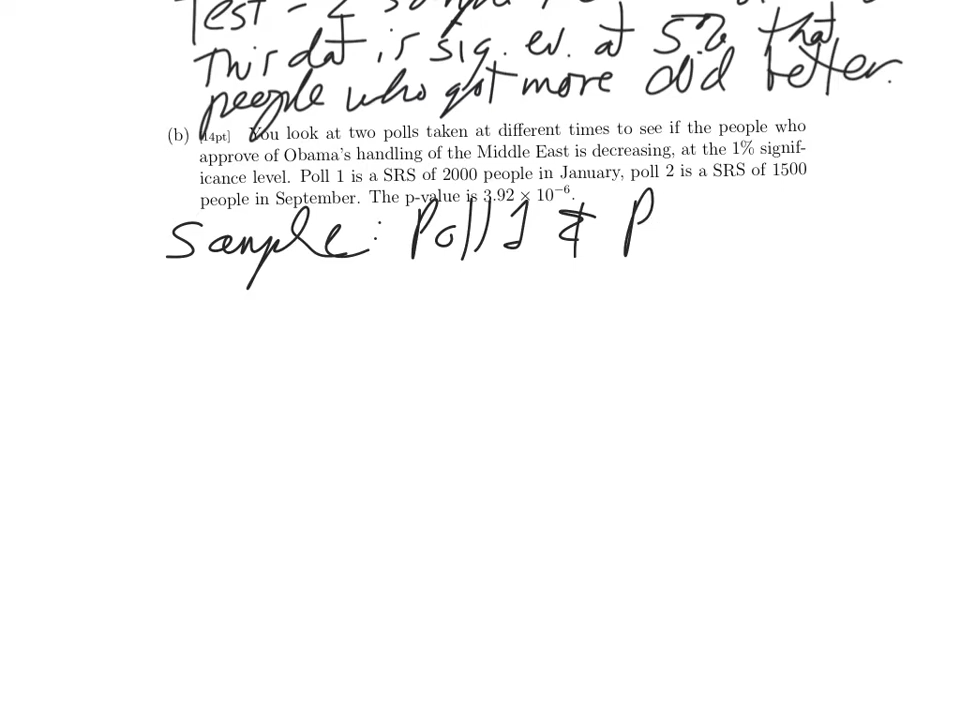 Test - 2 
This dat is sig. ev. at 5% that
people who got more did better.
(b) [14pt] You look at two polls taken at different times to see if the people who
approve of Obama's handling of the Middle East is decreasing, at the 1% signif-
icance level. Poll 1 is a SRS of 2000 people in January, poll 2 is a SRS of 1500
people in September. The p-value is 3.92 × 10⁻⁶.
Sample: Poll 1 & P